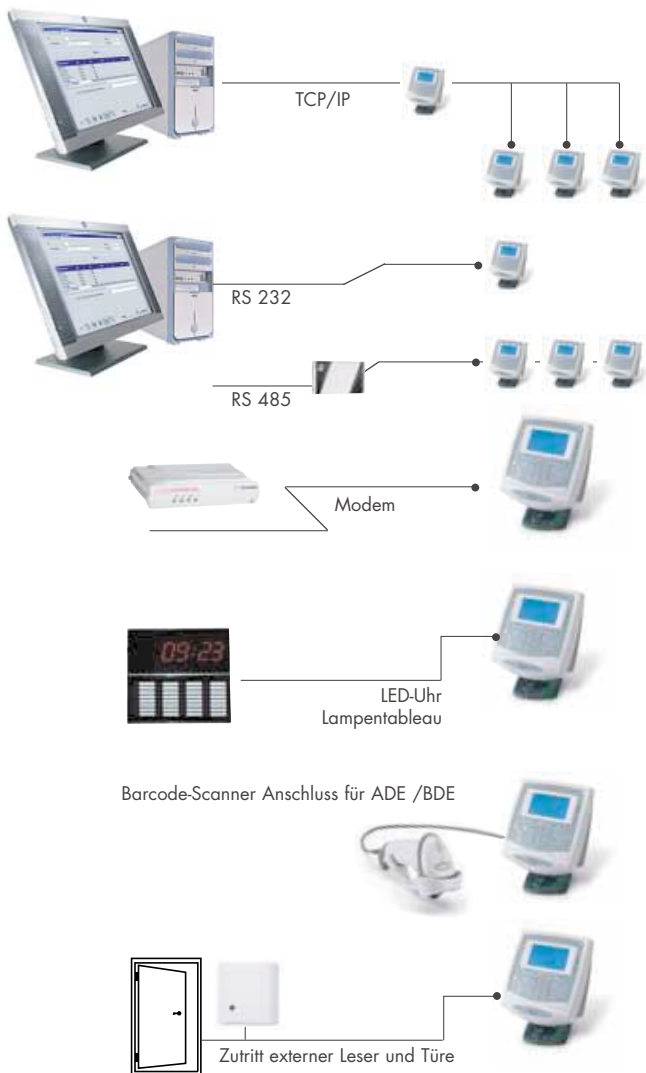 TCP/IP
RS 232
RS 485
Modem
09:23
LED-Uhr
Lampentableau
Barcode-Scanner Anschluss für ADE /BDE
Zutritt externer Leser und Türe